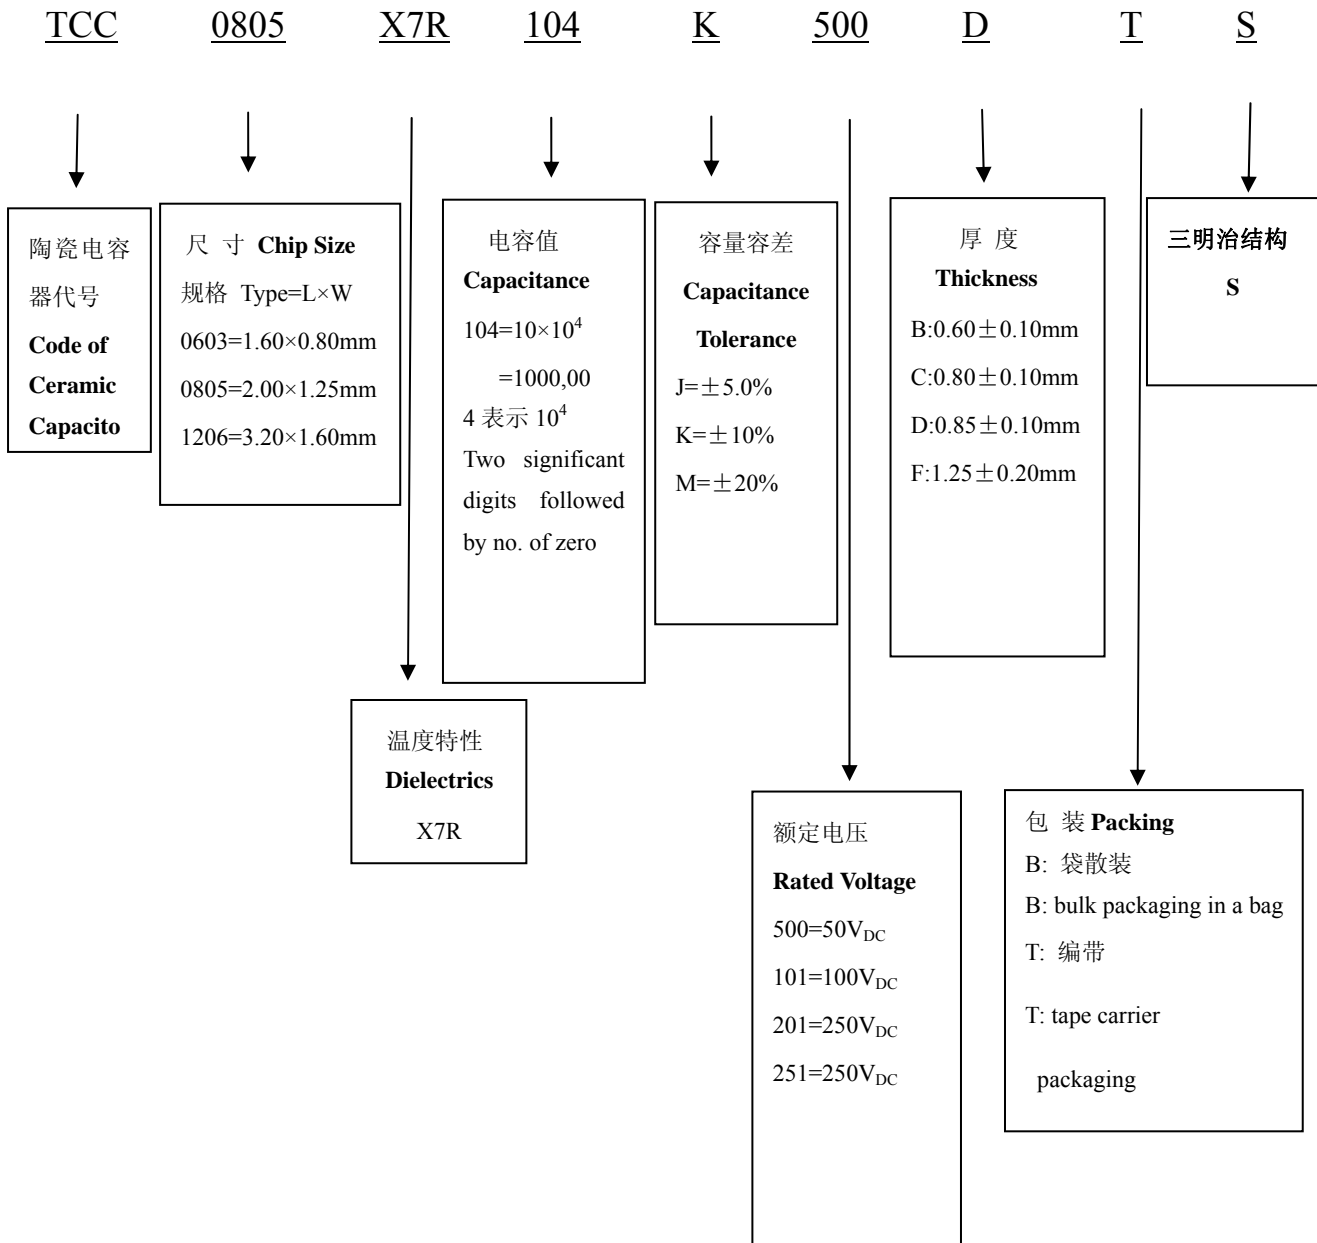 TCC 0805 X7R 104 K 500 D T S
陶瓷电容
器代号
Code of
Ceramic
Capacito
尺 寸 Chip Size
规格 Type=L×W
0603=1.60×0.80mm
0805=2.00×1.25mm
1206=3.20×1.60mm
电容值
Capacitance
104=10×10⁴
=1000,00
4 表示 10⁴
Two significant
digits followed
by no. of zero
容量容差
Capacitance
Tolerance
J=±5.0%
K=±10%
M=±20%
厚 度
Thickness
B:0.60±0.10mm
C:0.80±0.10mm
D:0.85±0.10mm
F:1.25±0.20mm
三明治结构
S
温度特性
Dielectrics
X7R
额定电压
Rated Voltage
500=50V_DC
101=100V_DC
201=250V_DC
251=250V_DC
包 装 Packing
B: 袋散装
B: bulk packaging in a bag
T: 编带
T: tape carrier
packaging